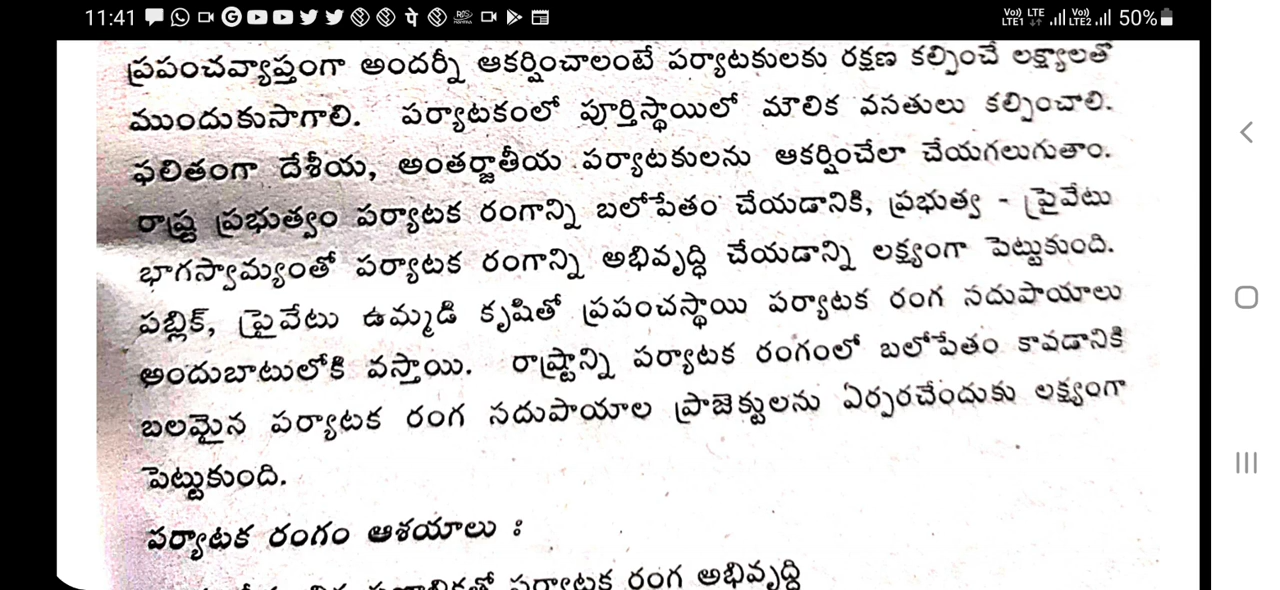 11:41
Vo) LTE LTE1
Vo) LTE2
50%
ప్రపంచవ్యాప్తంగా అందర్నీ ఆకర్షించాలంటే పర్యాటకులకు రక్షణ కల్పించే లక్ష్యాలతో
ముందుకుసాగాలి. పర్యాటకంలో పూర్తిస్థాయిలో మౌలిక వసతులు కల్పించాలి.
ఫలితంగా దేశీయ, అంతర్జాతీయ పర్యాటకులను ఆకర్షించేలా చేయగలుగుతాం.
రాష్ట్ర ప్రభుత్వం పర్యాటక రంగాన్ని బలోపేతం చేయడానికి, ప్రభుత్వ - ప్రైవేటు
భాగస్వామ్యంతో పర్యాటక రంగాన్ని అభివృద్ధి చేయడాన్ని లక్ష్యంగా పెట్టుకుంది.
పబ్లిక్, ప్రైవేటు ఉమ్మడి కృషితో ప్రపంచస్థాయి పర్యాటక రంగ సదుపాయాలు
అందుబాటులోకి వస్తాయి. రాష్ట్రాన్ని పర్యాటక రంగంలో బలోపేతం కావడానికి
బలమైన పర్యాటక రంగ సదుపాయాల ప్రాజెక్టులను ఏర్పరచేందుకు లక్ష్యంగా
పెట్టుకుంది.
పర్యాటక రంగం ఆశయాలు :
పర్యాటక రంగ అభివృద్ధి